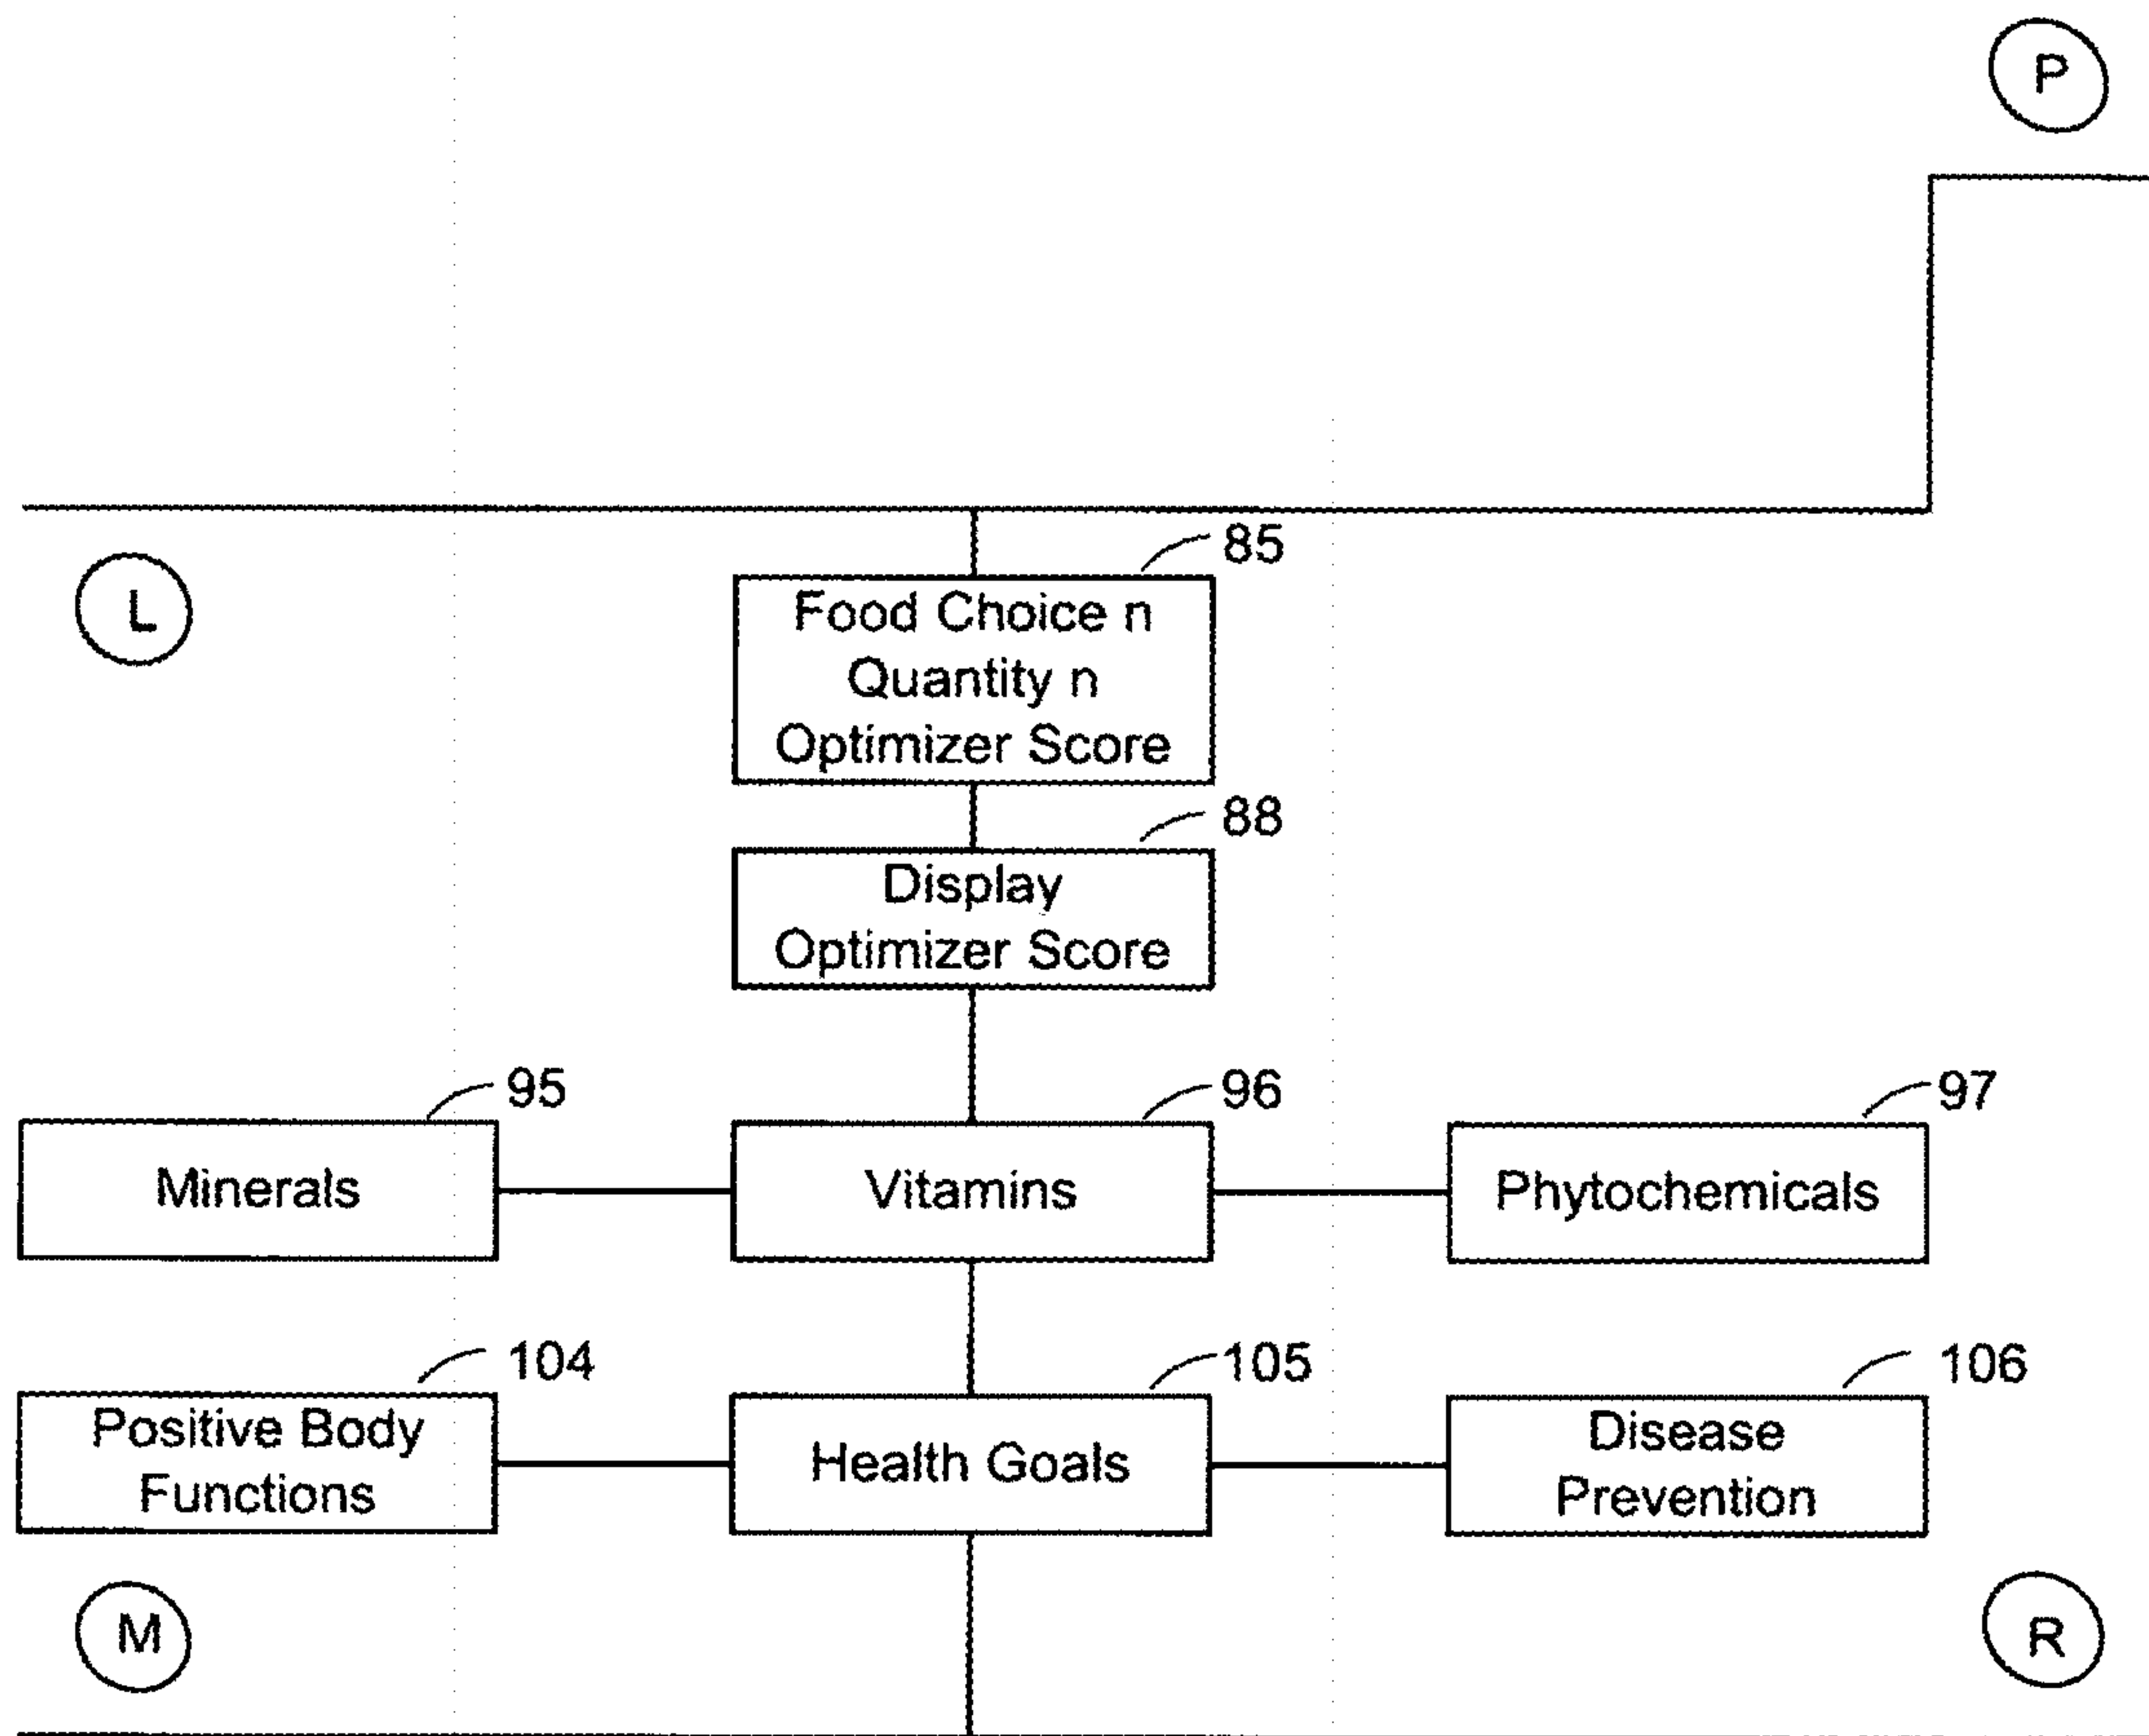 P
L
85
Food Choice n
Quantity n
Optimizer Score
88
Display
Optimizer Score
95
Minerals
96
Vitamins
97
Phytochemicals
104
Positive Body
Functions
105
Health Goals
106
Disease
Prevention
M
R